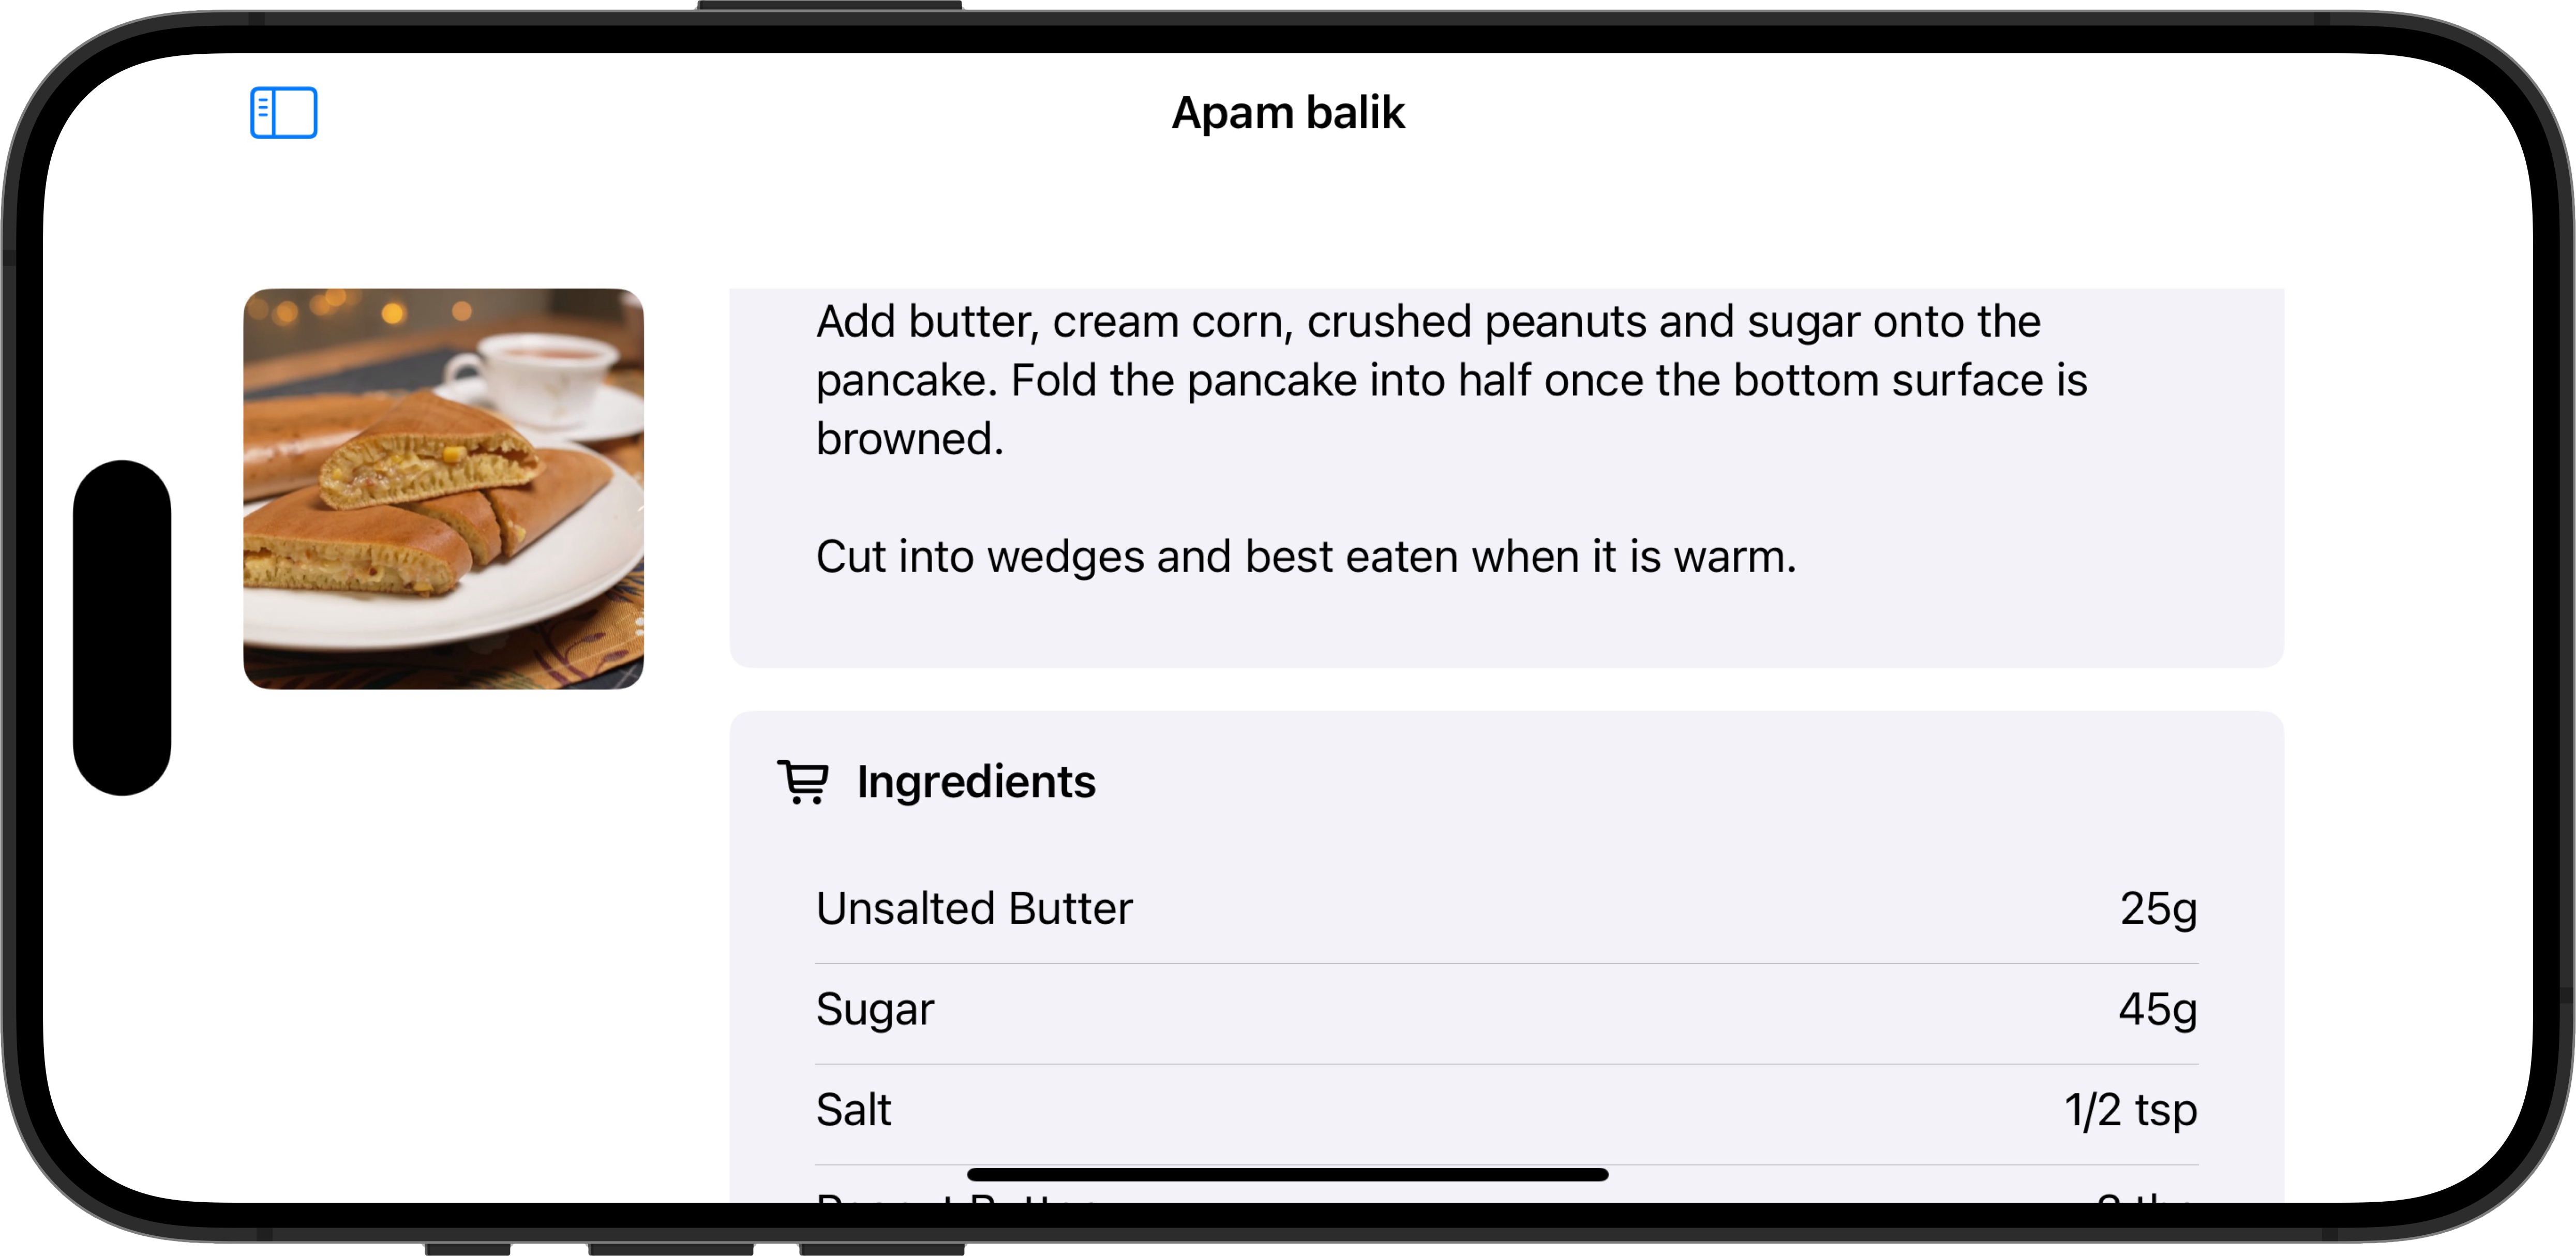 Apam balik
Add butter, cream corn, crushed peanuts and sugar onto the
pancake. Fold the pancake into half once the bottom surface is
browned.
Cut into wedges and best eaten when it is warm.
Ingredients
Unsalted Butter 25g
Sugar 45g
Salt 1/2 tsp